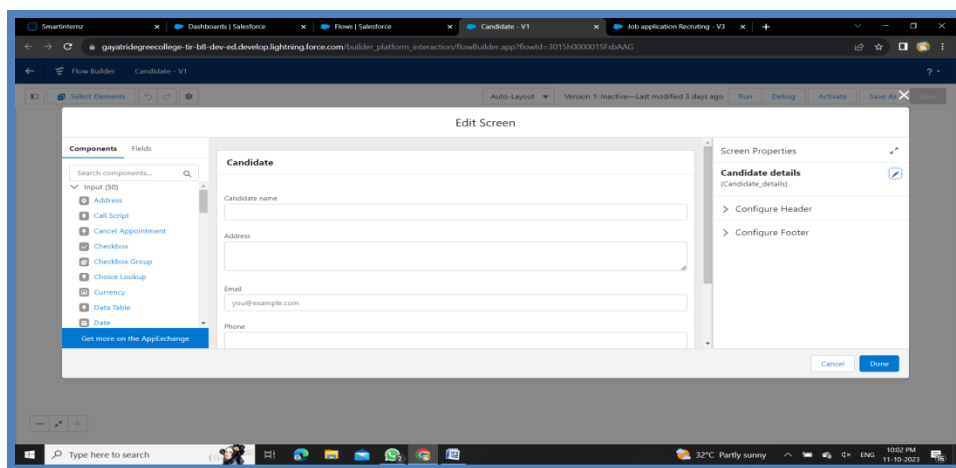 Smartinternz
Dashboards | Salesforce
Flows | Salesforce
Candidate - V1
Job application Recruting - V3
gayatridegreecollege-tir-b8-dev-ed.develop.lightning.force.com/builder_platform_interaction/flowBuilder.app?flowId=3015h0000015FsbAAG
Flow Builder Candidate - V1
?
Select Elements Auto-Layout Version 1: Inactive—Last modified 3 days ago Run Debug Activate Save As Save
Edit Screen
Components Fields
Search components...
Input (50)
Address
Call Script
Cancel Appointment
Checkbox
Checkbox Group
Choice Lookup
Currency
Data Table
Date
Get more on the AppExchange
Candidate
Candidate name
Address
Email
you@example.com
Phone
Screen Properties
Candidate details
(Candidate_details)
Configure Header
Configure Footer
Cancel Done
Type here to search
32°C Partly sunny
ENG
10:02 PM
11-10-2023